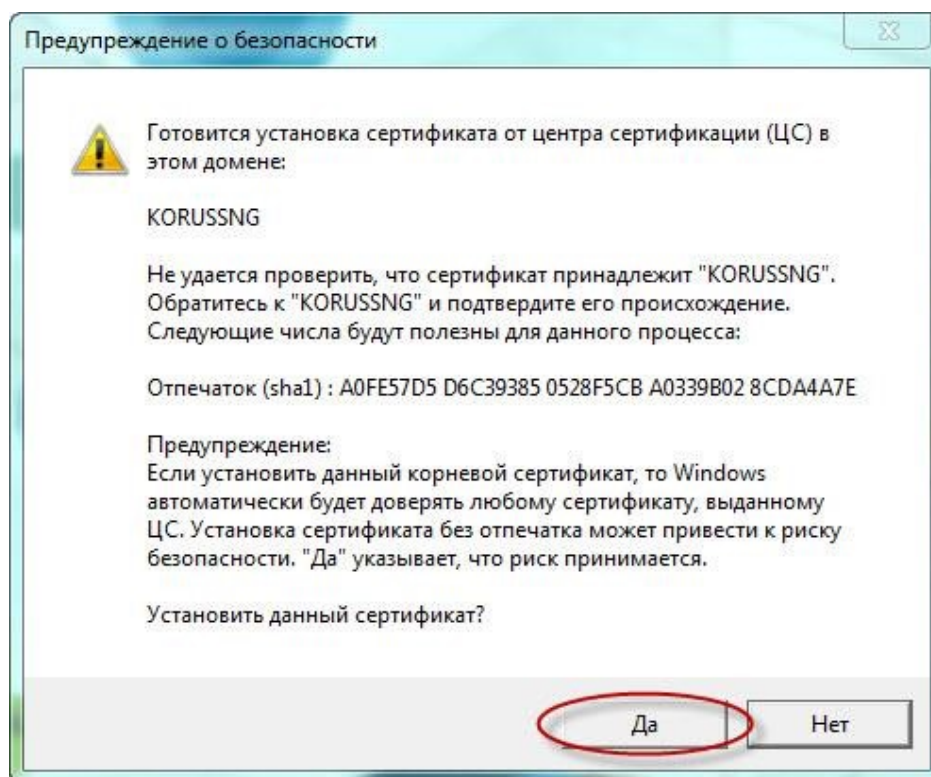 Предупреждение о безопасности
Готовится установка сертификата от центра сертификации (ЦС) в
этом домене:
KORUSSNG
Не удается проверить, что сертификат принадлежит "KORUSSNG".
Обратитесь к "KORUSSNG" и подтвердите его происхождение.
Следующие числа будут полезны для данного процесса:
Отпечаток (sha1) : A0FE57D5 D6C39385 0528F5CB A0339B02 8CDA4A7E
Предупреждение:
Если установить данный корневой сертификат, то Windows
автоматически будет доверять любому сертификату, выданному
ЦС. Установка сертификата без отпечатка может привести к риску
безопасности. "Да" указывает, что риск принимается.
Установить данный сертификат?
Да
Нет